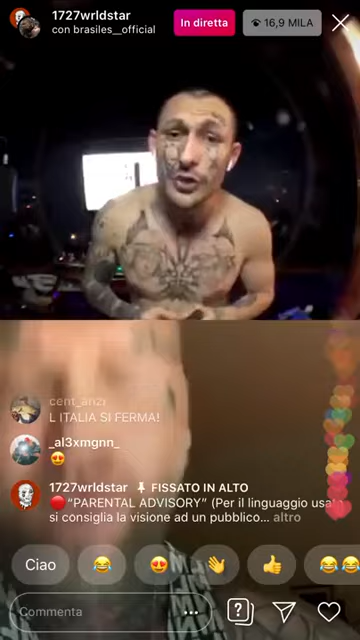 1727wrldstar
con brasiles__official
In diretta
16,9 MILA
cent_anzi
L ITALIA SI FERMA!
_al3xmgnn_
😍
1727wrldstar 📌 FISSATO IN ALTO
🔴“PARENTAL ADVISORY” (Per il linguaggio usato
si consiglia la visione ad un pubblico... altro
Ciao 😂 😍 👋 👍 😂😂
Commenta